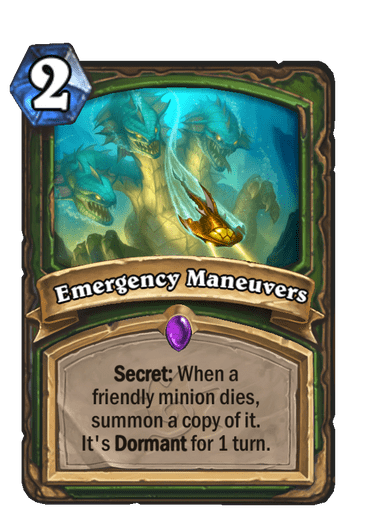 2
Emergency Maneuvers
Secret: When a
friendly minion dies,
summon a copy of it.
It's Dormant for 1 turn.